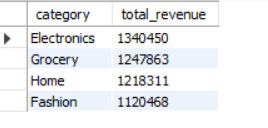 category total_revenue
Electronics 1340450
Grocery 1247863
Home 1218311
Fashion 1120468